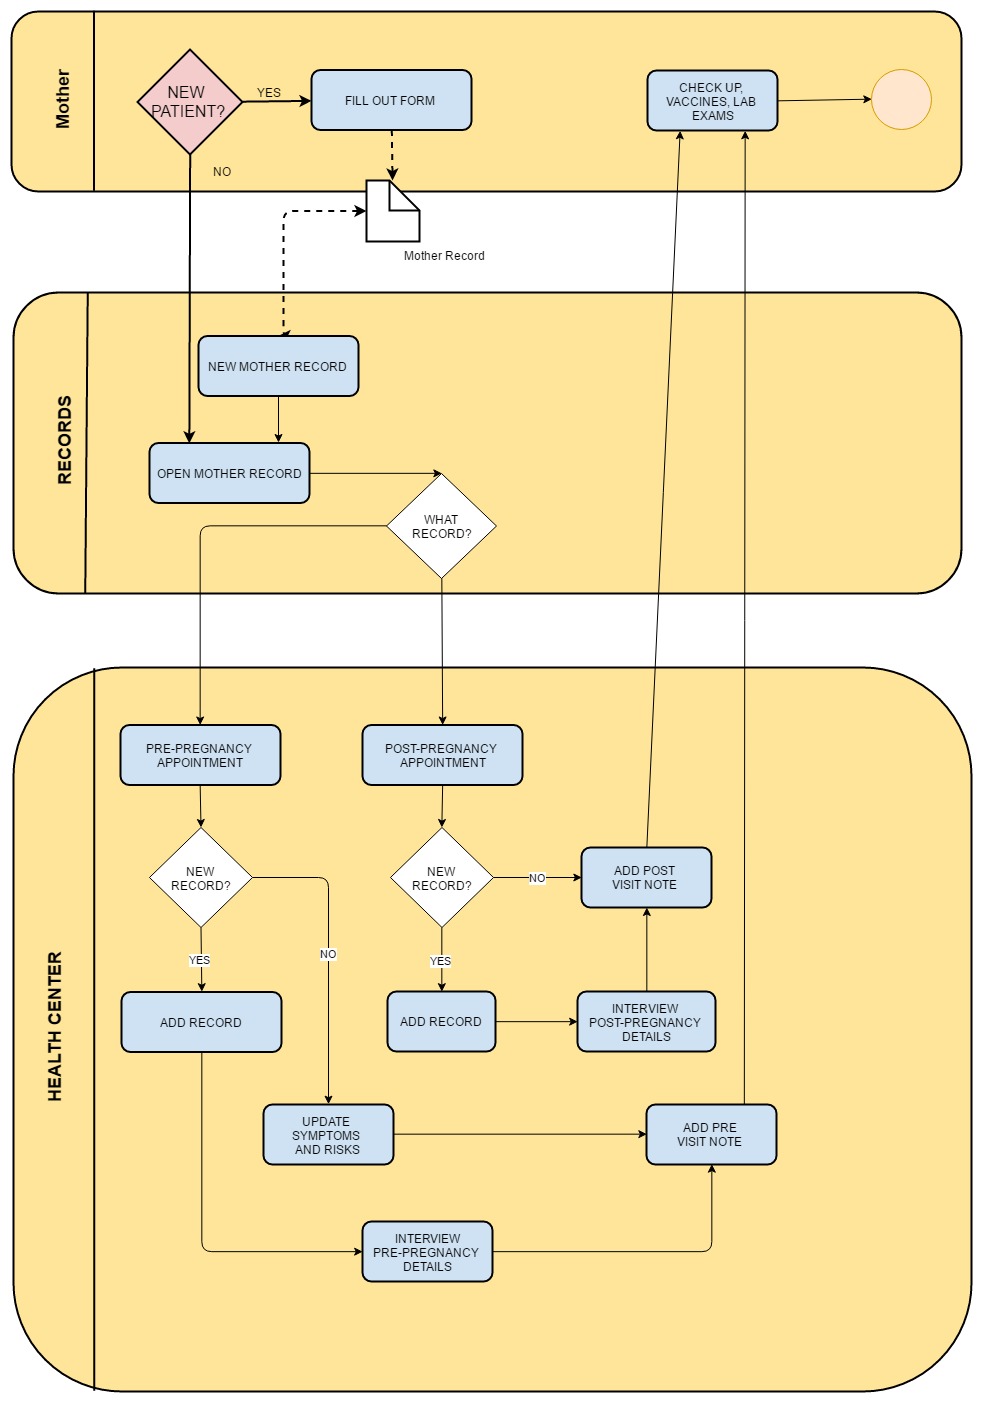 Mother
NEW
PATIENT?
YES
FILL OUT FORM
CHECK UP,
VACCINES, LAB
EXAMS
NO
Mother Record
RECORDS
NEW MOTHER RECORD
OPEN MOTHER RECORD
WHAT
RECORD?
HEALTH CENTER
PRE-PREGNANCY
APPOINTMENT
POST-PREGNANCY
APPOINTMENT
NEW
RECORD?
NEW
RECORD?
NO
ADD POST
VISIT NOTE
NO
YES
YES
ADD RECORD
ADD RECORD
INTERVIEW
POST-PREGNANCY
DETAILS
UPDATE
SYMPTOMS
AND RISKS
ADD PRE
VISIT NOTE
INTERVIEW
PRE-PREGNANCY
DETAILS